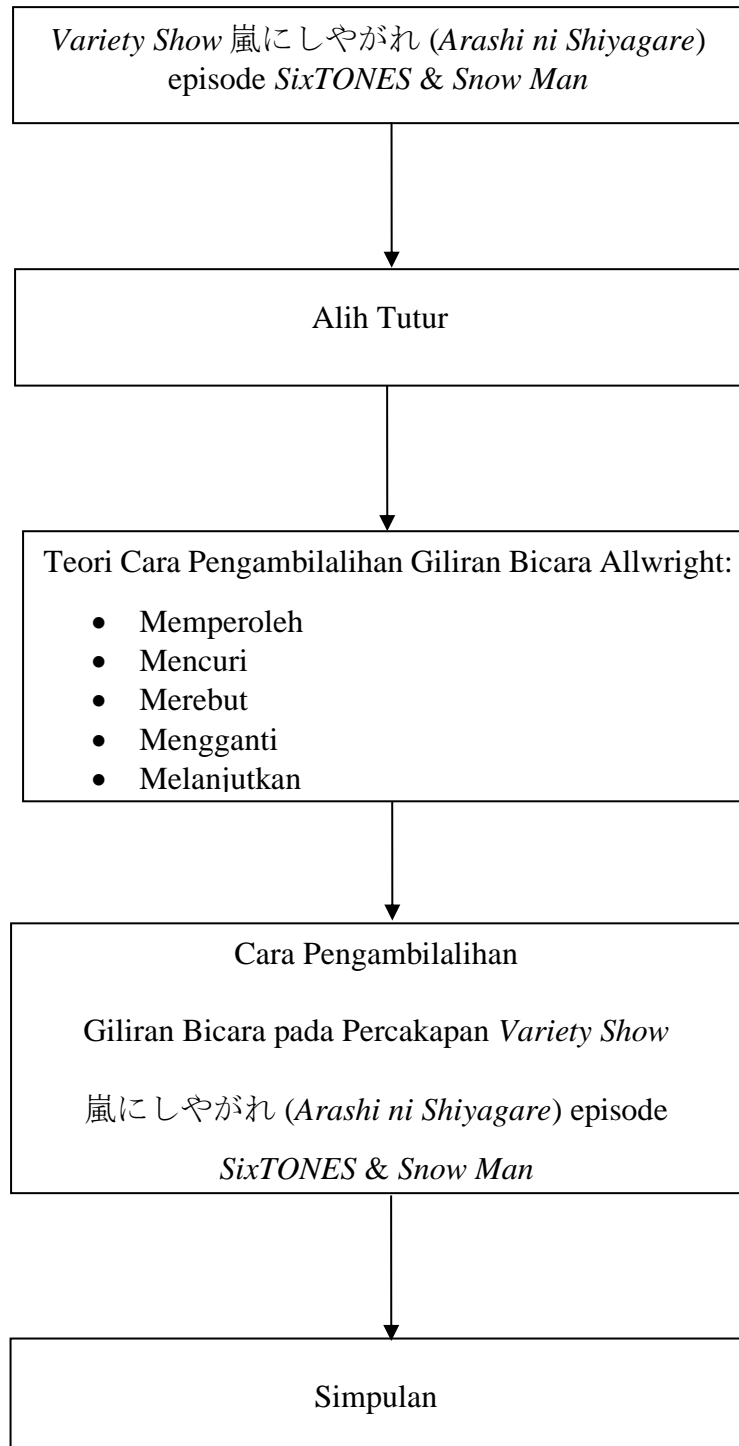 Variety Show 嵐にしやがれ (Arashi ni Shiyagare)
episode SixTONES & Snow Man
Alih Tutur
Teori Cara Pengambilalihan Giliran Bicara Allwright:
• Memperoleh
• Mencuri
• Merebut
• Mengganti
• Melanjutkan
Cara Pengambilalihan
Giliran Bicara pada Percakapan Variety Show
嵐にしやがれ (Arashi ni Shiyagare) episode
SixTONES & Snow Man
Simpulan